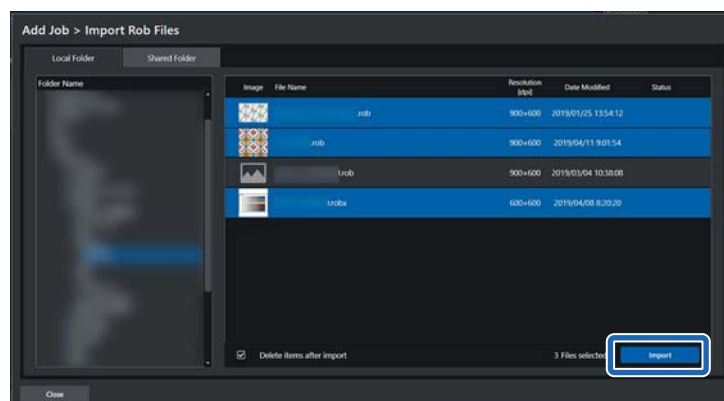 Add Job > Import Rob Files
Local Folder Shared Folder
Folder Name
Image File Name Resolution [dpi] Date Modified Status
.rob 900×600 2019/01/25 13:54:12
.rob 900×600 2019/04/11 9:01:54
.rob 900×600 2019/03/04 10:38:08
.robx 600×600 2019/04/08 8:20:20
Delete items after import 3 Files selected Import
Close